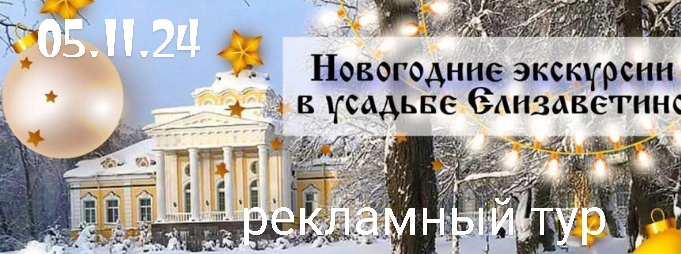 05.11.24
Новогодние экскурсии
в усадьбе Елизаветино
рекламный тур